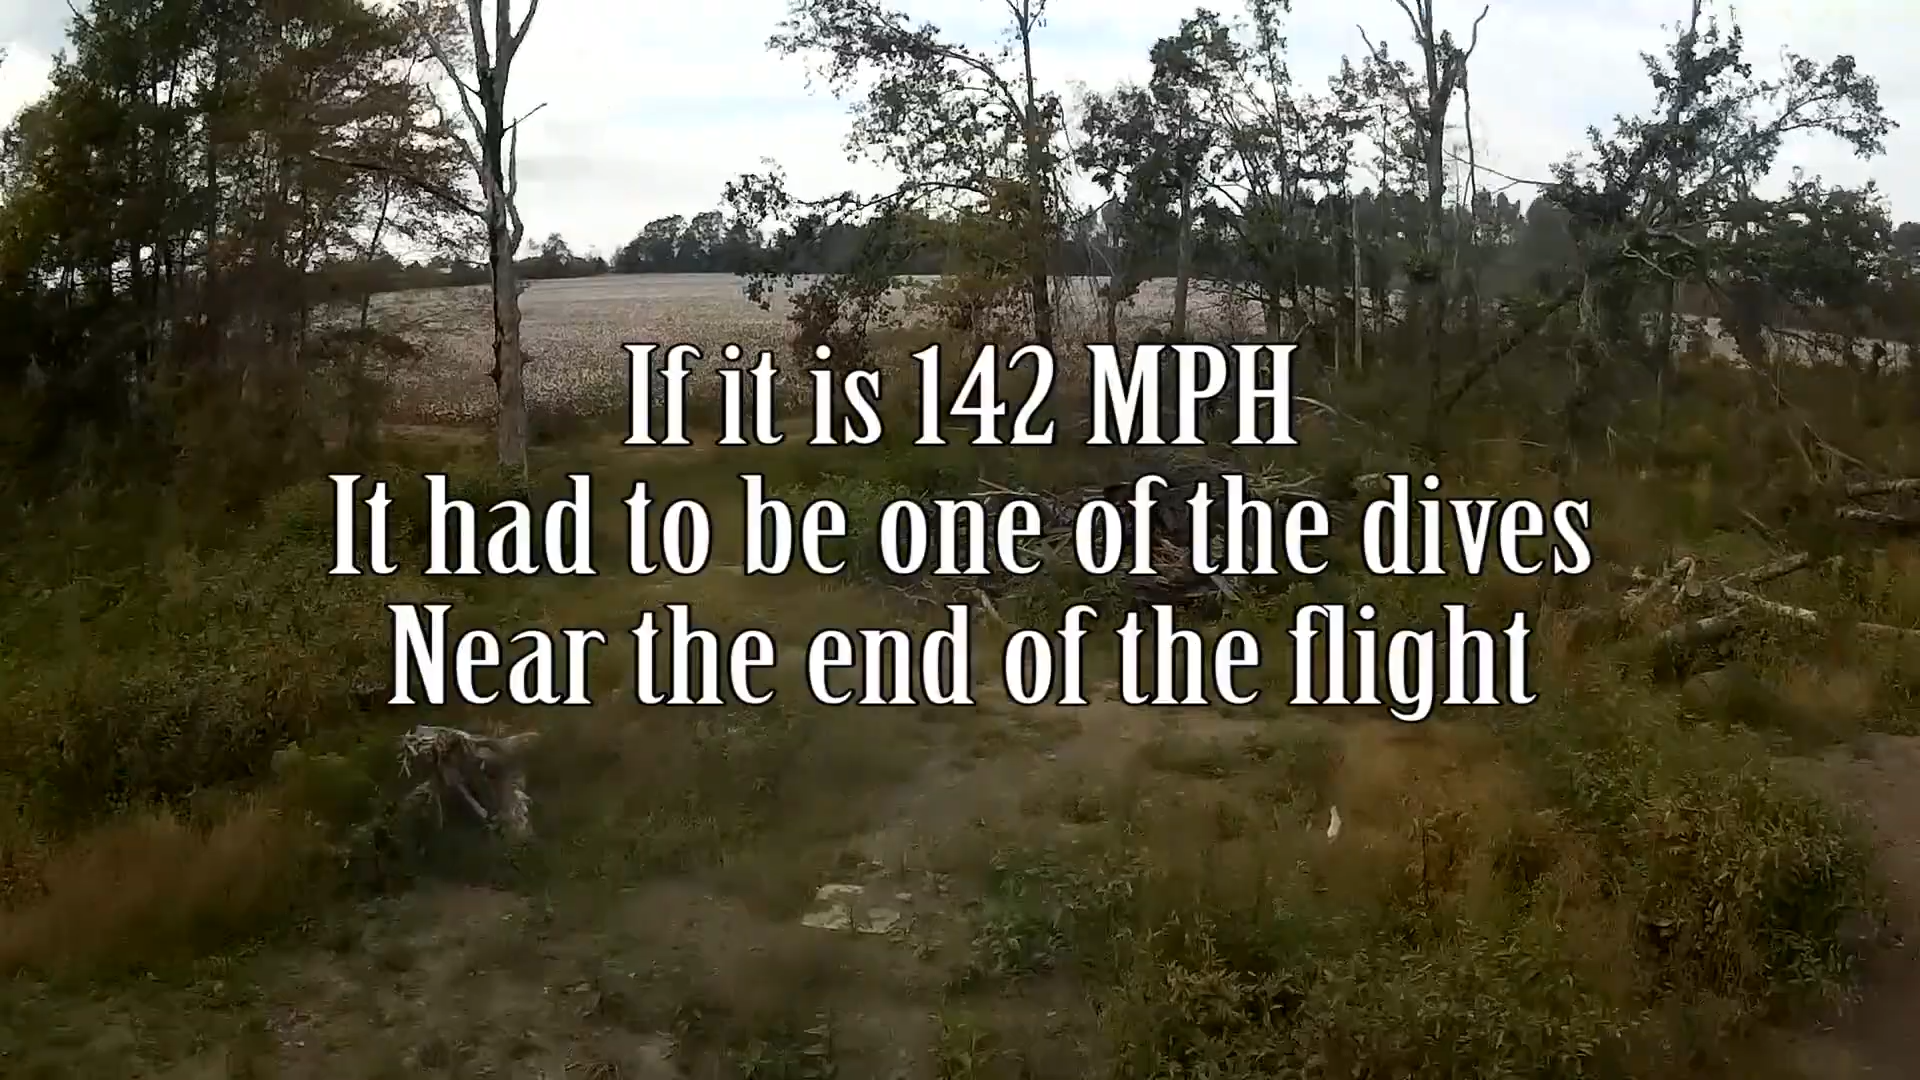 If it is 142 MPH
It had to be one of the dives
Near the end of the flight